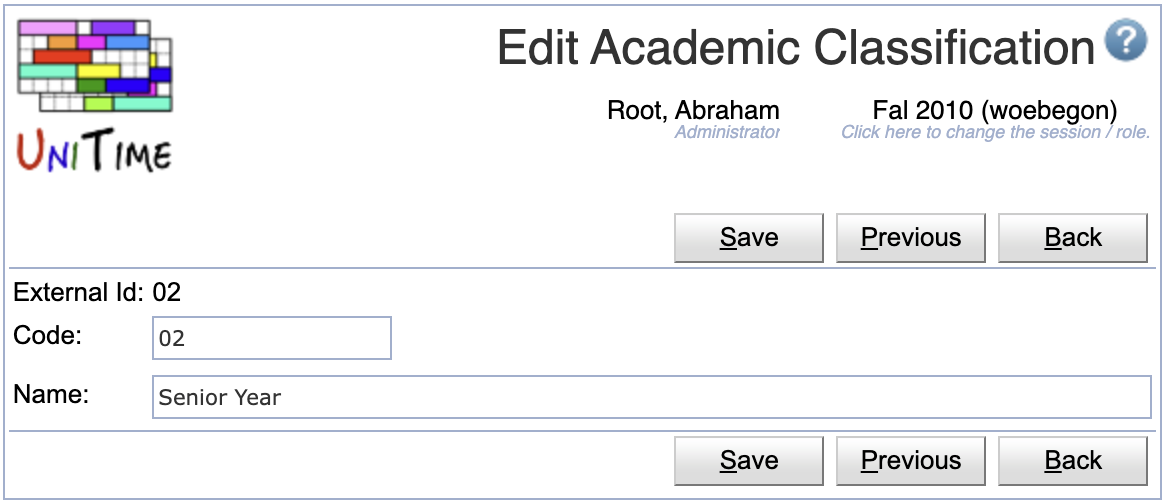 Edit Academic Classification ?
UNITIME
Root, Abraham Fal 2010 (woebegon)
Administrator Click here to change the session / role.
Save Previous Back
External Id: 02
Code: 02
Name: Senior Year
Save Previous Back